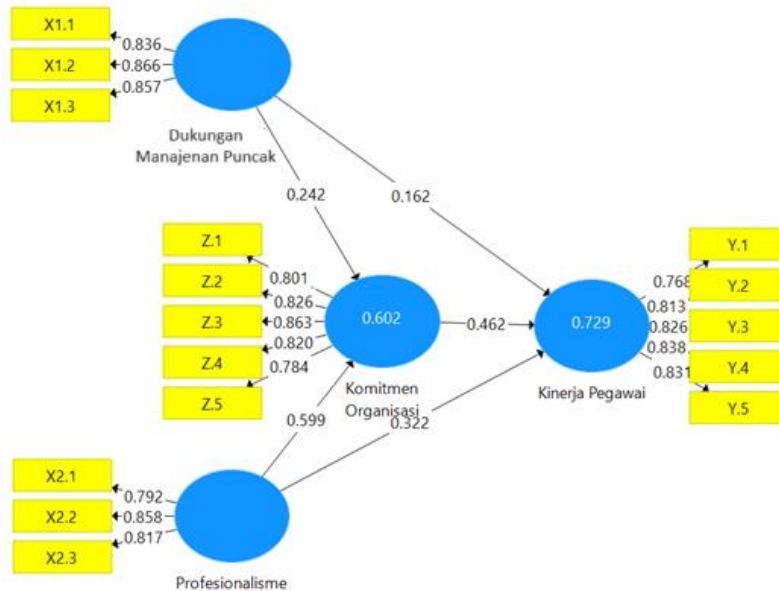 X1.1
X1.2
X1.3
0.836
0.866
0.857
Dukungan
Manajenan Puncak
0.242
0.162
Z.1
Z.2
Z.3
Z.4
Z.5
0.801
0.826
0.863
0.820
0.784
0.602
Komitmen
Organisasi
0.462
0.729
Kinerja Pegawai
0.768
0.813
0.826
0.838
0.831
Y.1
Y.2
Y.3
Y.4
Y.5
0.599
0.322
X2.1
X2.2
X2.3
0.792
0.858
0.817
Profesionalisme